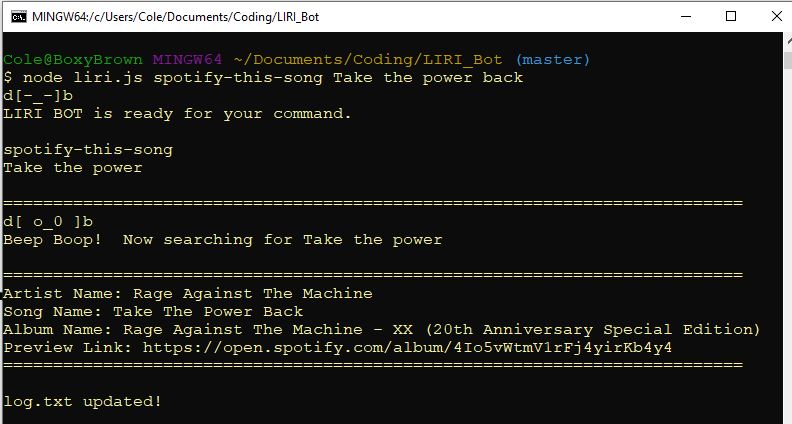 MINGW64:/c/Users/Cole/Documents/Coding/LIRI_Bot
Cole@BoxyBrown MINGW64 ~/Documents/Coding/LIRI_Bot (master)
$ node liri.js spotify-this-song Take the power back
d[-_-]b
LIRI BOT is ready for your command.
spotify-this-song
Take the power
==========================================================================
d[ o_0 ]b
Beep Boop!  Now searching for Take the power
==========================================================================
Artist Name: Rage Against The Machine
Song Name: Take The Power Back
Album Name: Rage Against The Machine - XX (20th Anniversary Special Edition)
Preview Link: https://open.spotify.com/album/4Io5vWtmV1rFj4yirKb4y4
==========================================================================
log.txt updated!